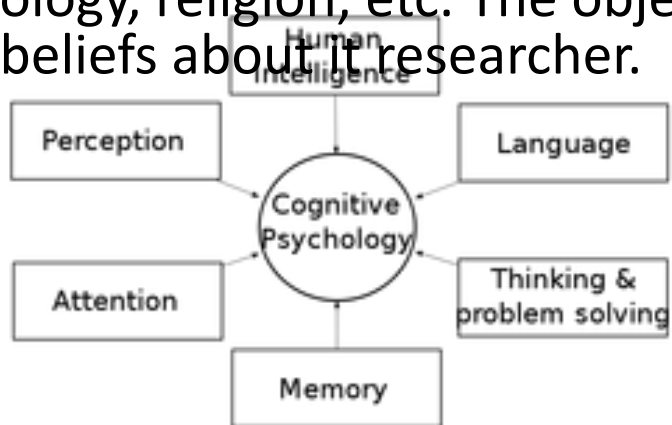 ology, religion, etc. The obje
beliefs about it researcher.
Human
Intelligence
Perception
Language
Cognitive
Psychology
Attention
Thinking &
problem solving
Memory